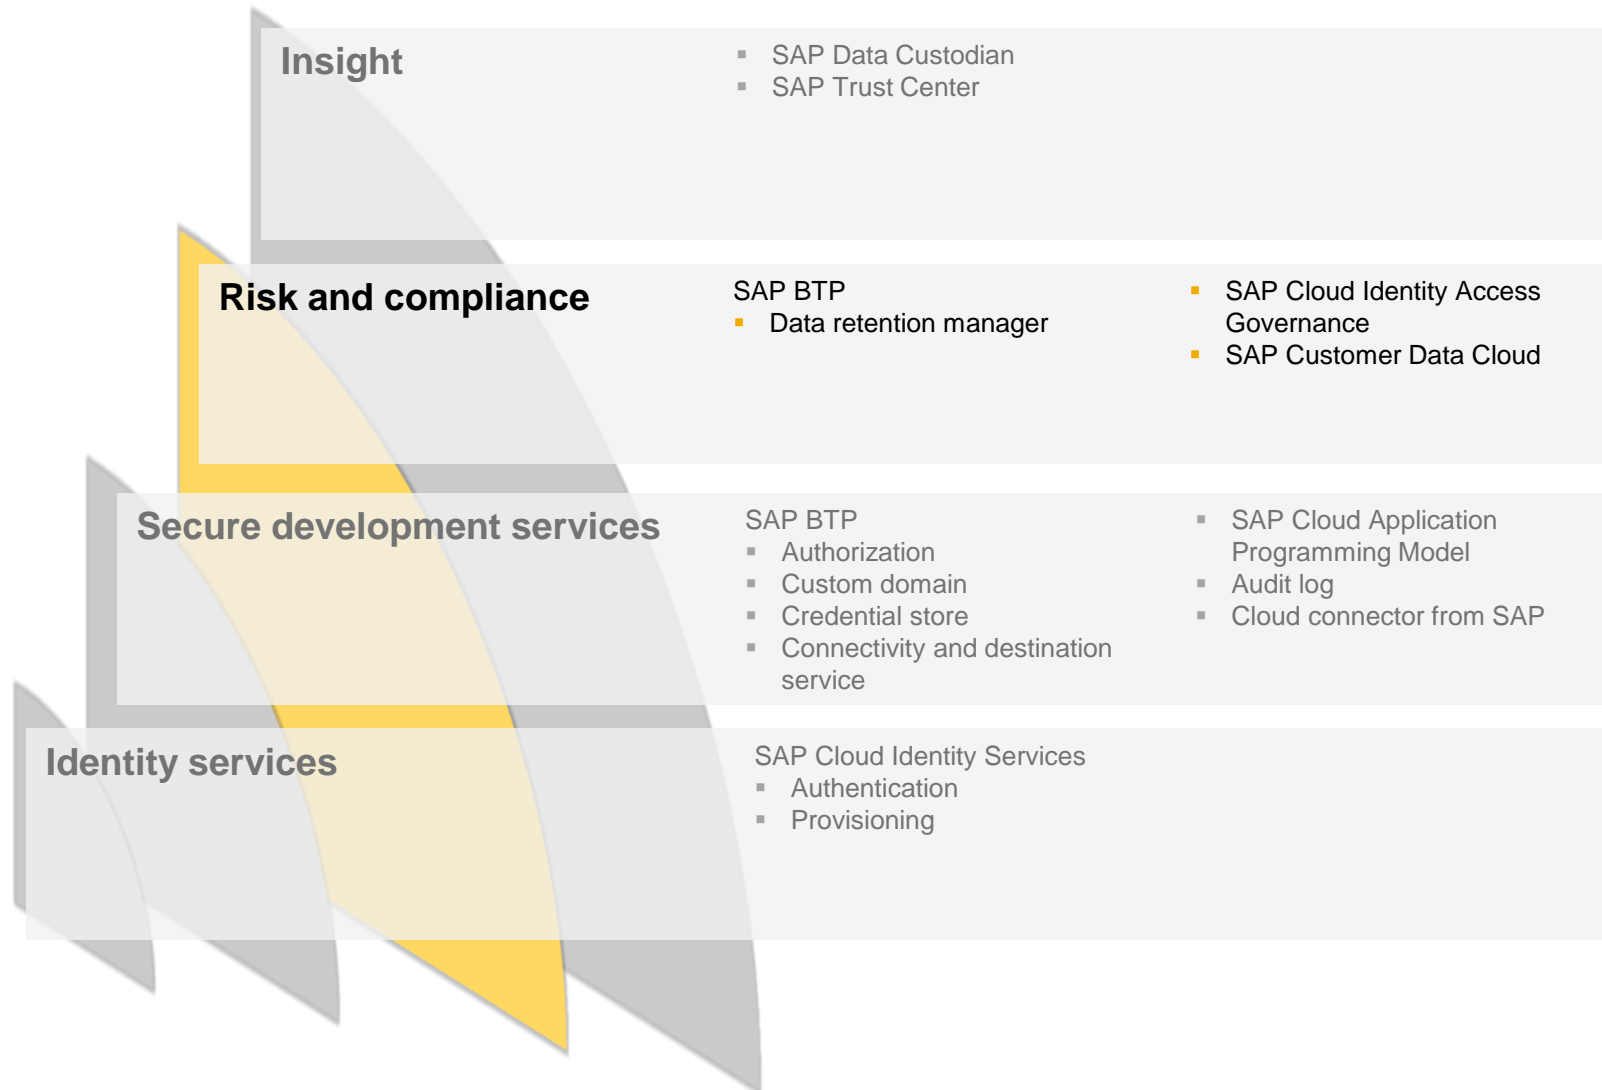 Insight
SAP Data Custodian
SAP Trust Center
Risk and compliance
SAP BTP
Data retention manager
SAP Cloud Identity Access
Governance
SAP Customer Data Cloud
Secure development services
SAP BTP
Authorization
Custom domain
Credential store
Connectivity and destination
service
SAP Cloud Application
Programming Model
Audit log
Cloud connector from SAP
Identity services
SAP Cloud Identity Services
Authentication
Provisioning